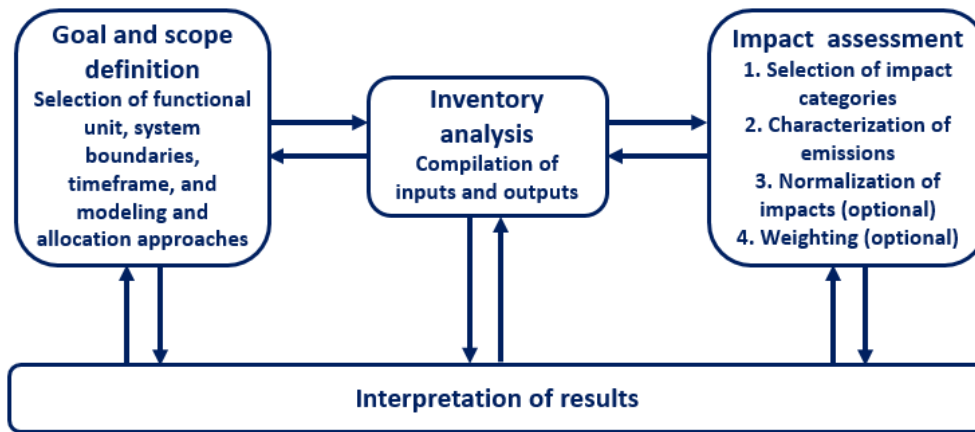 Goal and scope
definition
Selection of functional
unit, system
boundaries,
timeframe, and
modeling and
allocation approaches
Inventory
analysis
Compilation of
inputs and outputs
Impact assessment
1. Selection of impact
categories
2. Characterization of
emissions
3. Normalization of
impacts (optional)
4. Weighting (optional)
Interpretation of results